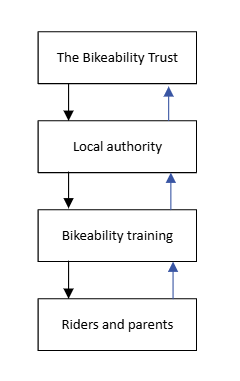 The Bikeability Trust
Local authority
Bikeability training
Riders and parents